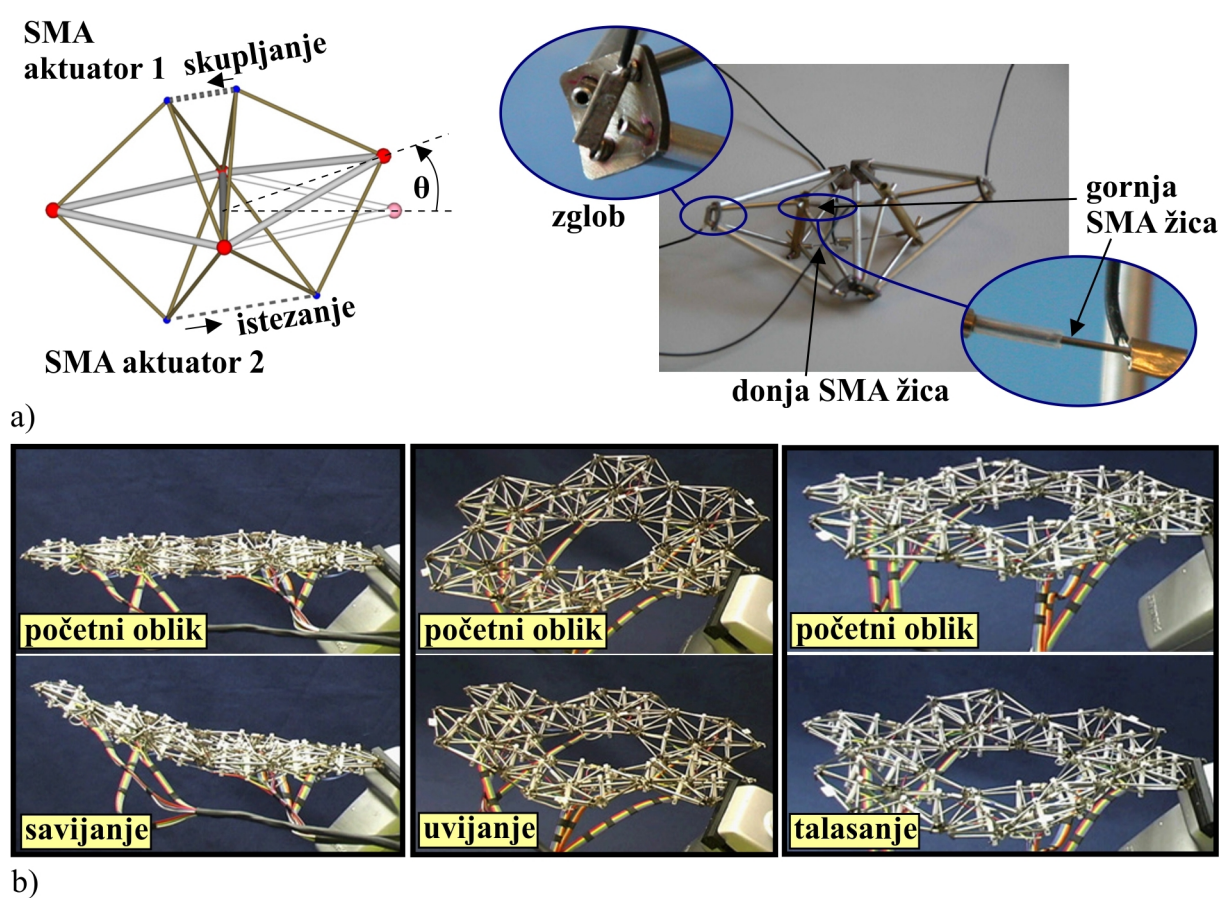 SMA
aktuator 1
skupljanje
θ
istezanje
SMA aktuator 2
zglob
gornja
SMA žica
donja SMA žica
a)
početni oblik
početni oblik
početni oblik
savijanje
uvijanje
talasanje
b)